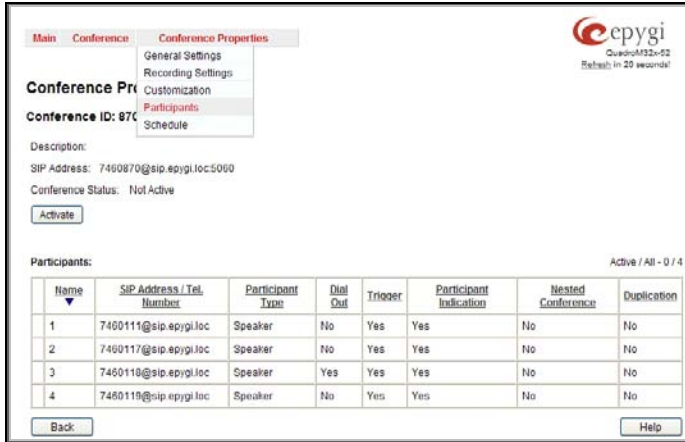 Main Conference Conference Properties
epygi
QuadroM32x-52
Refresh in 20 seconds!
General Settings
Recording Settings
Customization
Participants
Schedule
Conference Pro
Conference ID: 870
Description:
SIP Address: 7460870@sip.epygi.loc:5060
Conference Status: Not Active
Activate
Participants: Active / All - 0 / 4
Name SIP Address / Tel. Number Participant Type Dial Out Trigger Participant Indication Nested Conference Duplication
1 7460111@sip.epygi.loc Speaker No Yes Yes No No
2 7460117@sip.epygi.loc Speaker No Yes Yes No No
3 7460118@sip.epygi.loc Speaker Yes Yes Yes No No
4 7460119@sip.epygi.loc Speaker No Yes Yes No No
Back Help